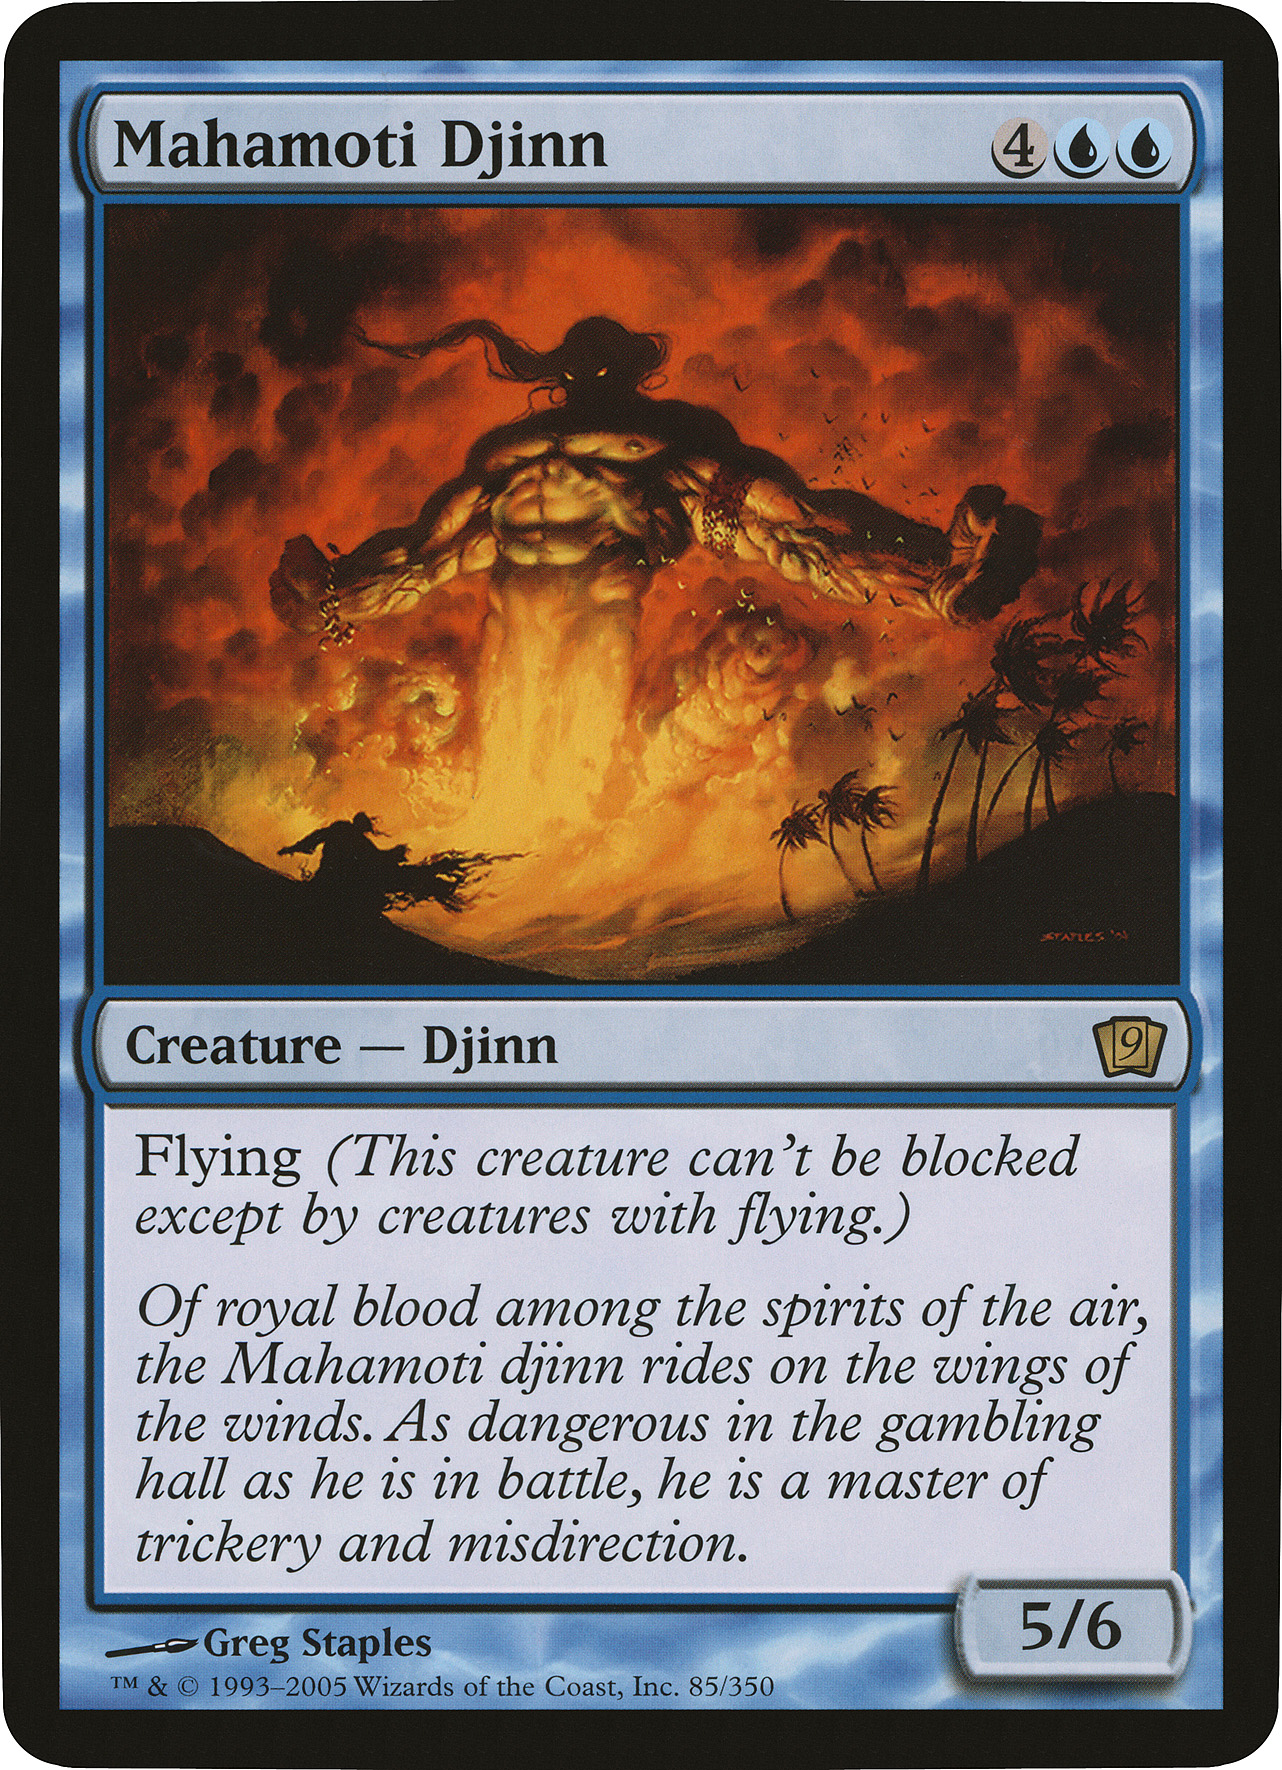 Mahamoti Djinn 4
STAPLES '01
Creature — Djinn 9
Flying (This creature can't be blocked
except by creatures with flying.)
Of royal blood among the spirits of the air,
the Mahamoti djinn rides on the wings of
the winds. As dangerous in the gambling
hall as he is in battle, he is a master of
trickery and misdirection.
5/6
Greg Staples
™ & © 1993–2005 Wizards of the Coast, Inc. 85/350